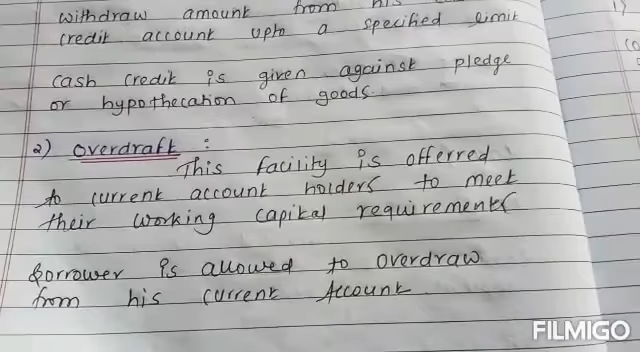 withdraw amount from his
credit account upto a specified limit
cash credit is given against pledge
or hypothecation of goods.
2) Overdraft :
This facility is offerred
to current account holders to meet
their working capital requirements
Borrower is allowed to overdraw
from his current Account
FILMIGO